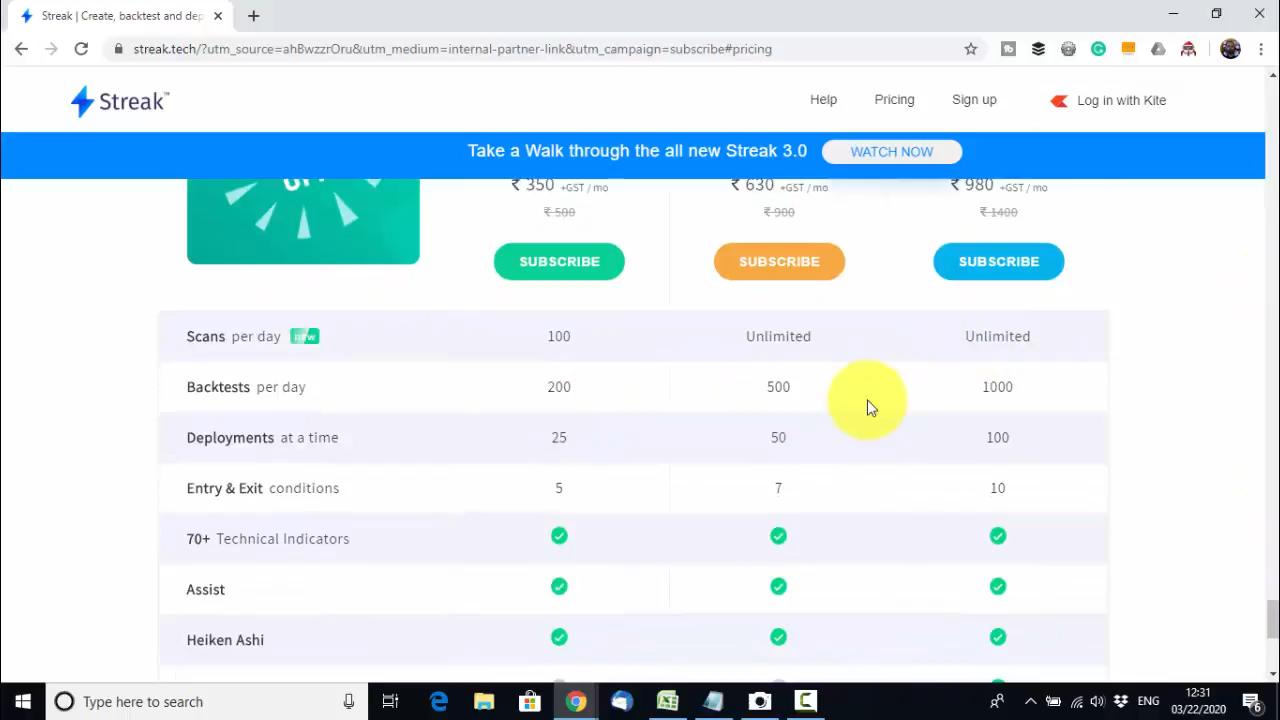 Streak | Create, backtest and dep
streak.tech/?utm_source=ahBwzzrOru&utm_medium=internal-partner-link&utm_campaign=subscribe#pricing
Streak™
Help Pricing Sign up Log in with Kite
Take a Walk through the all new Streak 3.0 WATCH NOW
₹ 350 +GST / mo ₹ 630 +GST / mo ₹ 980 +GST / mo
₹ 500 ₹ 900 ₹ 1400
SUBSCRIBE SUBSCRIBE SUBSCRIBE
Scans per day new 100 Unlimited Unlimited
Backtests per day 200 500 1000
Deployments at a time 25 50 100
Entry & Exit conditions 5 7 10
70+ Technical Indicators
Assist
Heiken Ashi
Type here to search
ENG
12:31
03/22/2020
6